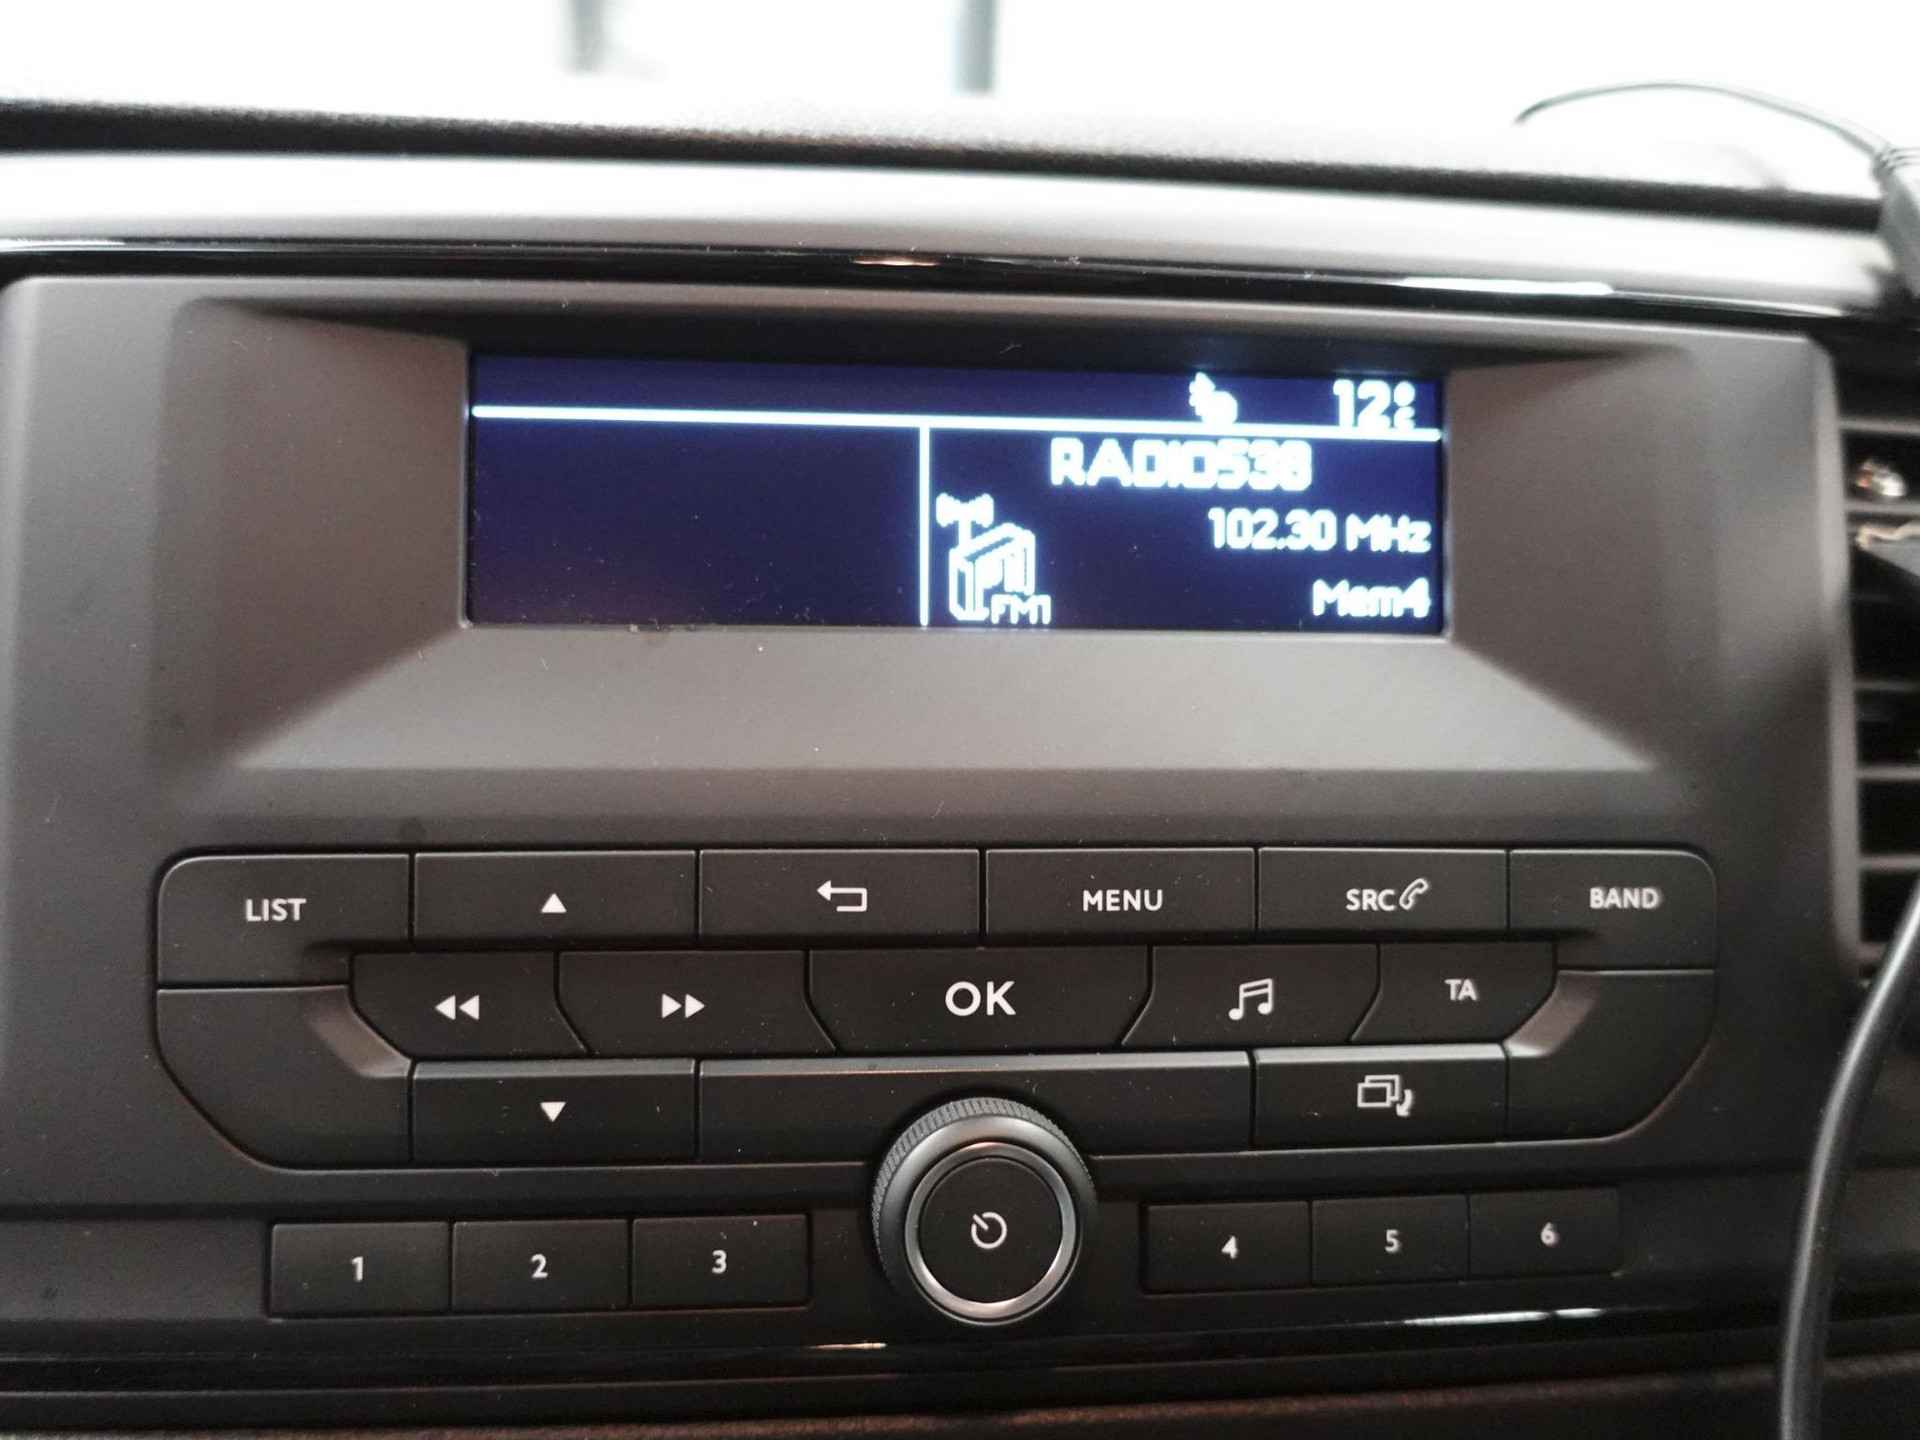 12°C
RADIO538
102.30 MHz
FM1
Mem4
LIST
MENU
SRC
BAND
OK
TA
1
2
3
4
5
6